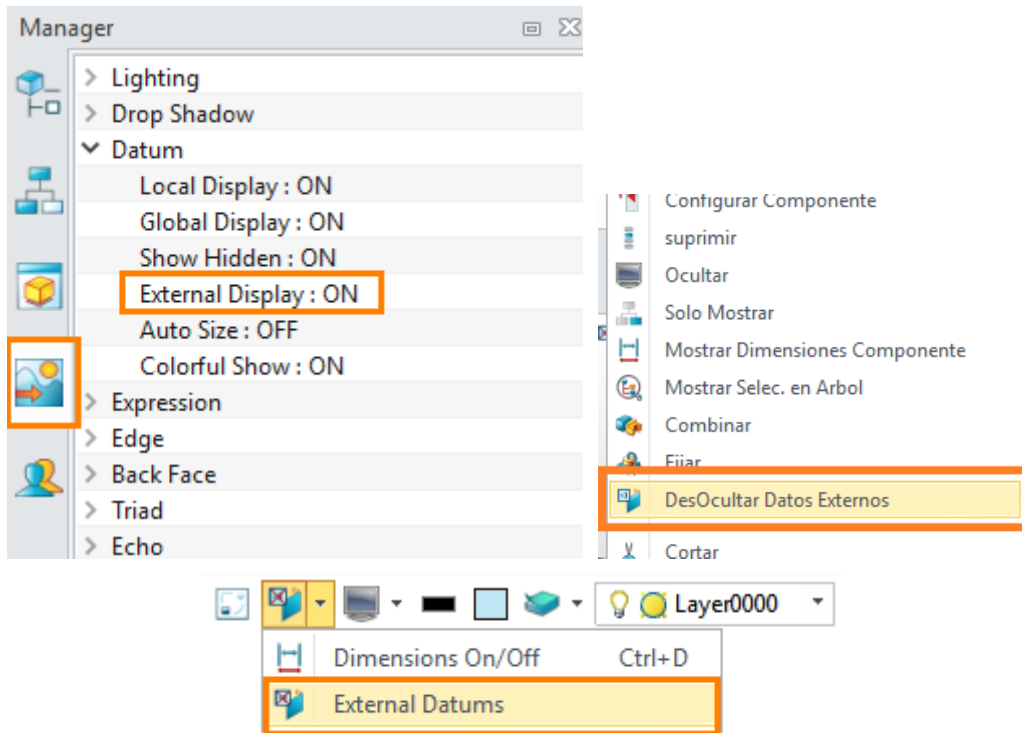 Manager
Lighting
Drop Shadow
Datum
Local Display : ON
Global Display : ON
Show Hidden : ON
External Display : ON
Auto Size : OFF
Colorful Show : ON
Expression
Edge
Back Face
Triad
Echo
Configurar Componente
suprimir
Ocultar
Solo Mostrar
Mostrar Dimensiones Componente
Mostrar Selec. en Arbol
Combinar
Fijar
DesOcultar Datos Externos
Cortar
Layer0000
Dimensions On/Off Ctrl+D
External Datums